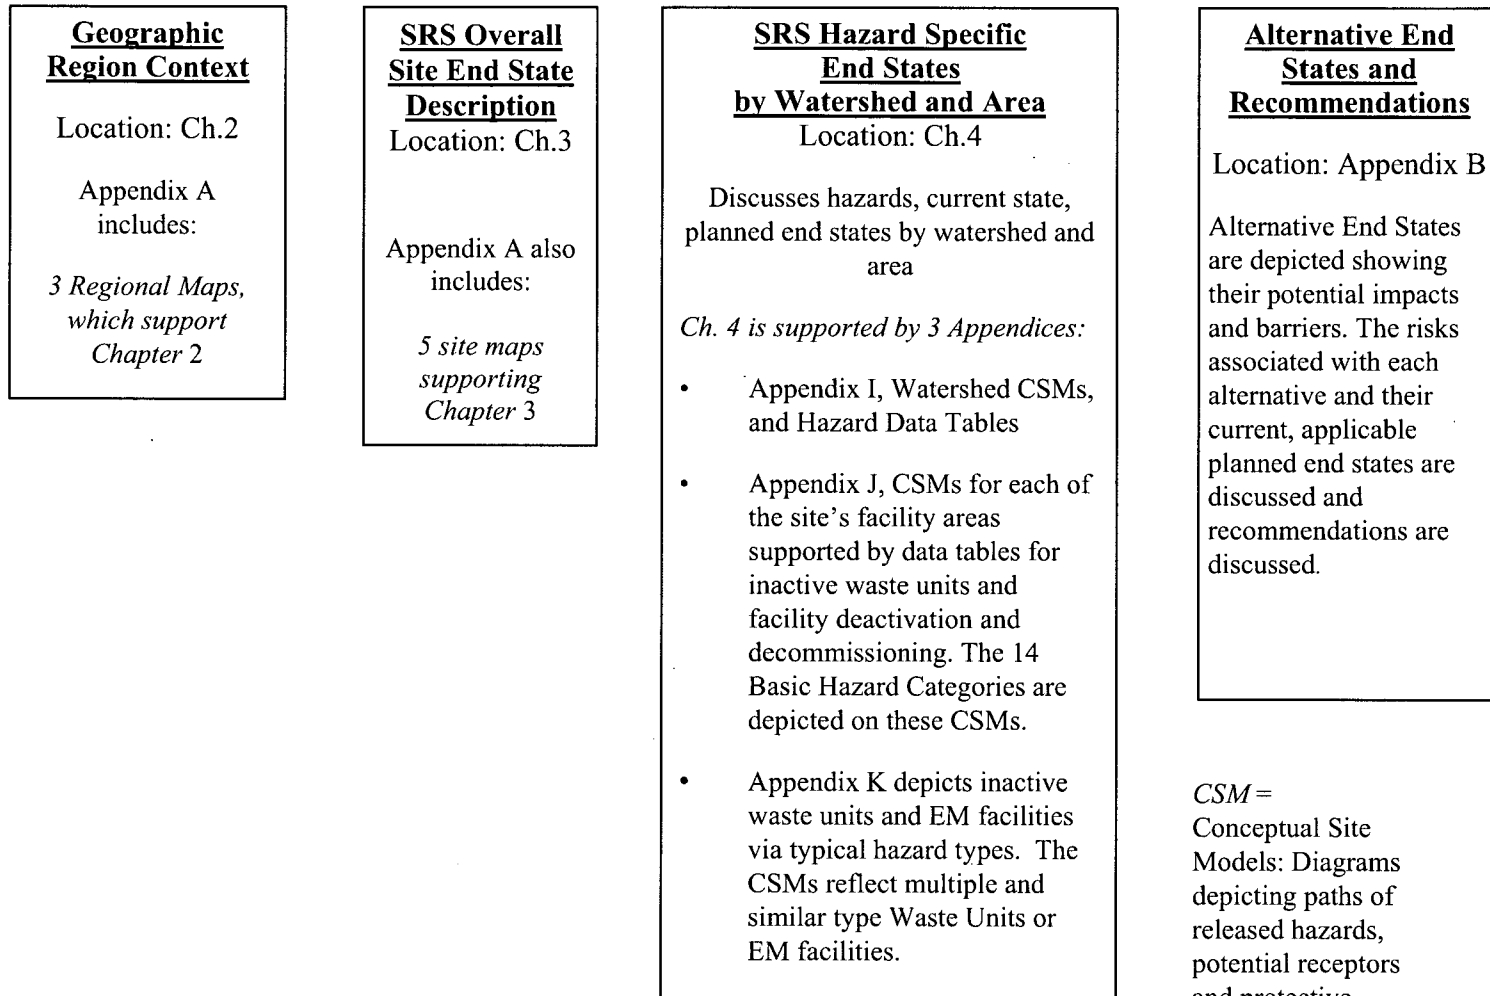 Geographic
Region Context
Location: Ch.2
Appendix A
includes:
3 Regional Maps,
which support
Chapter 2
SRS Overall
Site End State
Description
Location: Ch.3
Appendix A also
includes:
5 site maps
supporting
Chapter 3
SRS Hazard Specific
End States
by Watershed and Area
Location: Ch.4
Discusses hazards, current state,
planned end states by watershed and
area
Ch. 4 is supported by 3 Appendices:
• Appendix I, Watershed CSMs,
and Hazard Data Tables
• Appendix J, CSMs for each of
the site's facility areas
supported by data tables for
inactive waste units and
facility deactivation and
decommissioning. The 14
Basic Hazard Categories are
depicted on these CSMs.
• Appendix K depicts inactive
waste units and EM facilities
via typical hazard types. The
CSMs reflect multiple and
similar type Waste Units or
EM facilities.
Alternative End
States and
Recommendations
Location: Appendix B
Alternative End States
are depicted showing
their potential impacts
and barriers. The risks
associated with each
alternative and their
current, applicable
planned end states are
discussed and
recommendations are
discussed.
CSM =
Conceptual Site
Models: Diagrams
depicting paths of
released hazards,
potential receptors
and protective